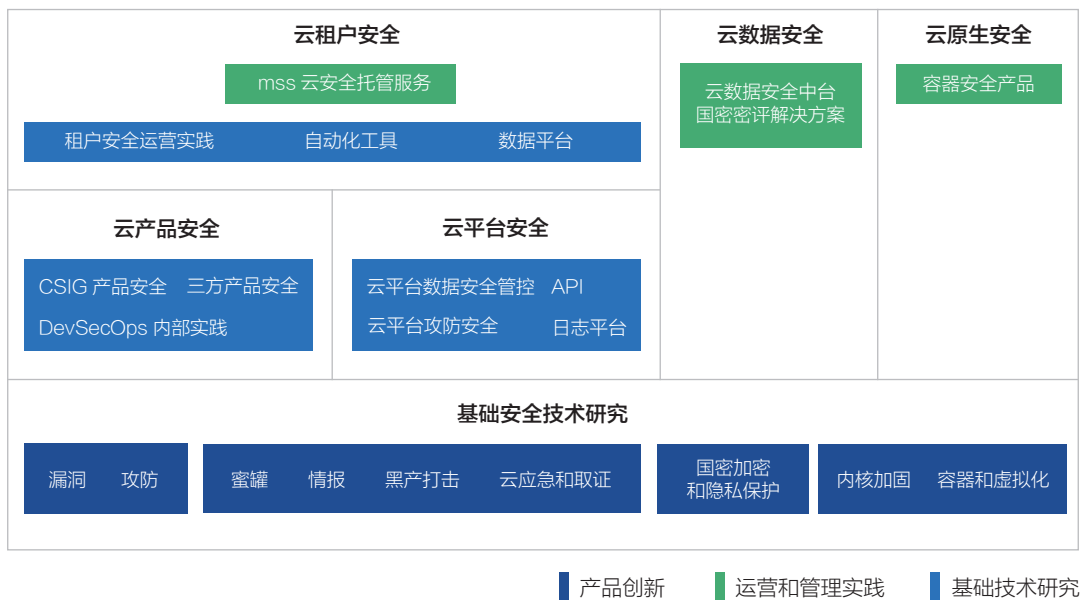 云租户安全
mss 云安全托管服务
租户安全运营实践 自动化工具 数据平台
云数据安全
云数据安全中台
国密密评解决方案
云原生安全
容器安全产品
云产品安全
CSIG 产品安全 三方产品安全
DevSecOps 内部实践
云平台安全
云平台数据安全管控 API
云平台攻防安全 日志平台
基础安全技术研究
漏洞 攻防
蜜罐 情报 黑产打击 云应急和取证
国密加密
和隐私保护
内核加固 容器和虚拟化
产品创新 运营和管理实践 基础技术研究